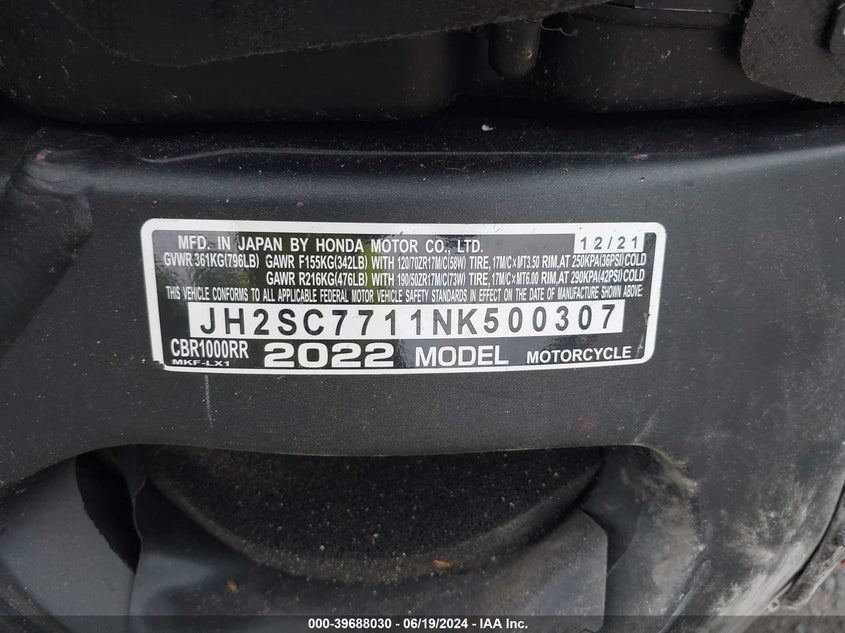 MFD. IN JAPAN BY HONDA MOTOR CO., LTD. 12/21
GVWR 361KG(796LB) GAWR F155KG(342LB) WITH 120/70ZR17M/C(58W) TIRE, 17M/C×MT3.50 RIM, AT 250KPA(36PSI) COLD
GAWR R216KG(476LB) WITH 190/50ZR17M/C(73W) TIRE, 17M/C×MT6.00 RIM, AT 290KPA(42PSI) COLD
THIS VEHICLE CONFORMS TO ALL APPLICABLE FEDERAL MOTOR VEHICLE SAFETY STANDARDS IN EFFECT ON THE DATE OF MANUFACTURE SHOWN ABOVE:
JH2SC7711NK500307
CBR1000RR 2022 MODEL MOTORCYCLE
MKF-LX1
000-39688030 - 06/19/2024 - IAA Inc.